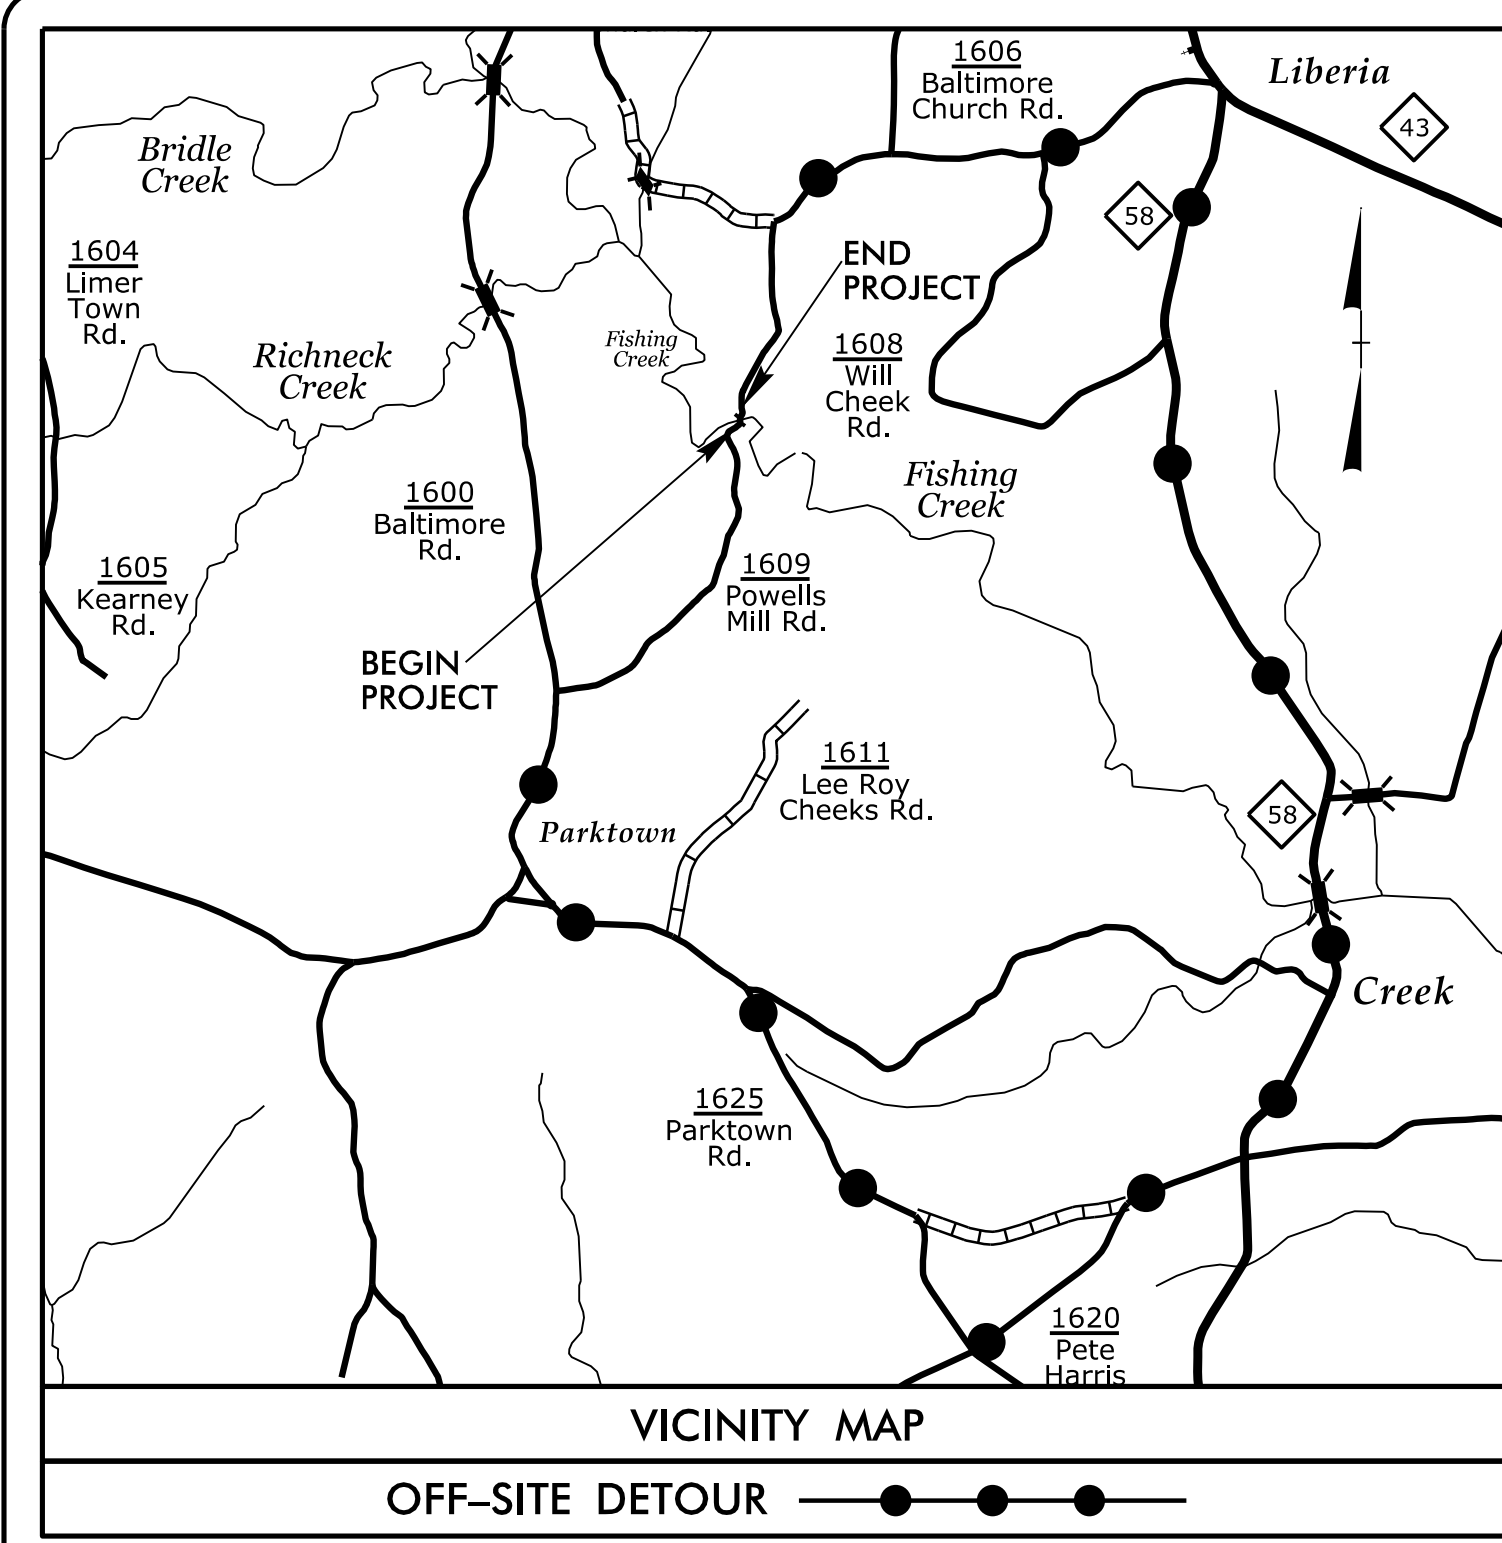 1606
Baltimore
Church Rd.
Liberia
43
Bridle
Creek
58
1604
Limer
Town
Rd.
END
PROJECT
Richneck
Creek
Fishing
Creek
1608
Will
Cheek
Rd.
1600
Baltimore
Rd.
Fishing
Creek
1605
Kearney
Rd.
1609
Powells
Mill Rd.
BEGIN
PROJECT
1611
Lee Roy
Cheeks Rd.
58
Parktown
Creek
1625
Parktown
Rd.
1620
Pete
Harris
VICINITY MAP
OFF–SITE DETOUR